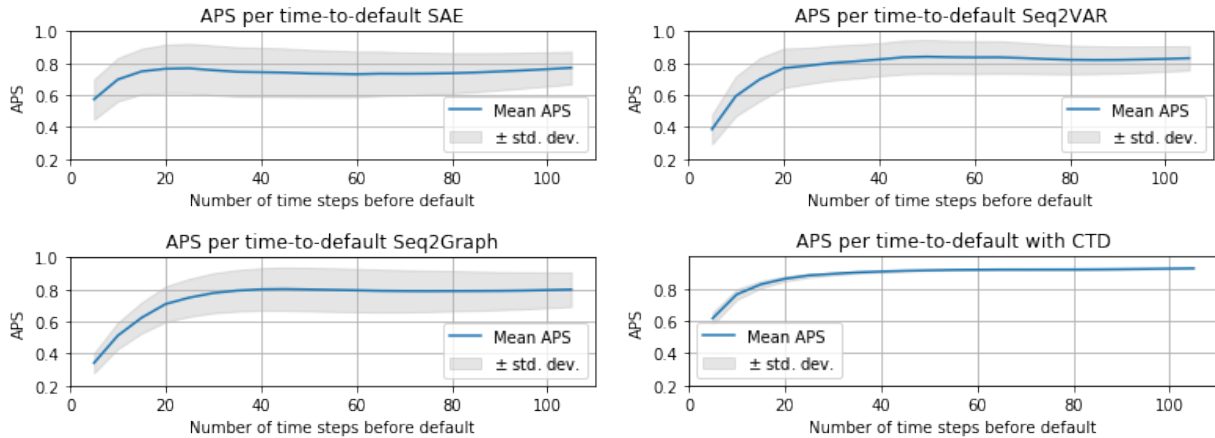 APS per time-to-default SAE
1.0
0.8
0.6
0.4
0.2
APS
Mean APS
± std. dev.
0 20 40 60 80 100
Number of time steps before default
APS per time-to-default Seq2VAR
1.0
0.8
0.6
0.4
0.2
APS
Mean APS
± std. dev.
0 20 40 60 80 100
Number of time steps before default
APS per time-to-default Seq2Graph
1.0
0.8
0.6
0.4
0.2
APS
Mean APS
± std. dev.
0 20 40 60 80 100
Number of time steps before default
APS per time-to-default with CTD
0.8
0.6
0.4
0.2
APS
Mean APS
± std. dev.
0 20 40 60 80 100
Number of time steps before default